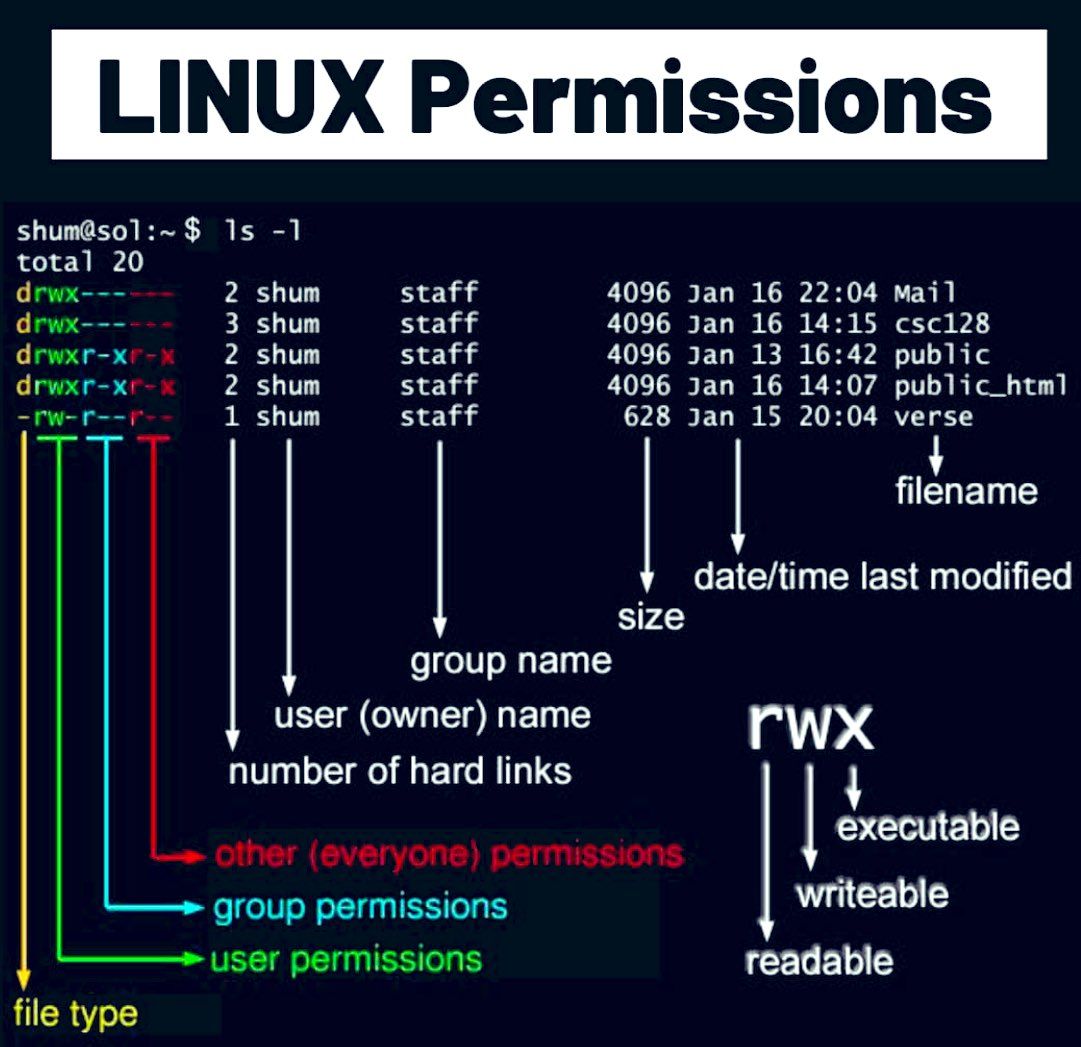 LINUX Permissions
shum@sol:~$ ls -l
total 20
drwx------ 2 shum staff 4096 Jan 16 22:04 Mail
drwx------ 3 shum staff 4096 Jan 16 14:15 csc128
drwxr-xr-x 2 shum staff 4096 Jan 13 16:42 public
drwxr-xr-x 2 shum staff 4096 Jan 16 14:07 public_html
-rw-r--r-- 1 shum staff 628 Jan 15 20:04 verse
filename
date/time last modified
size
group name
user (owner) name
number of hard links
other (everyone) permissions
group permissions
user permissions
file type
rwx
executable
writeable
readable